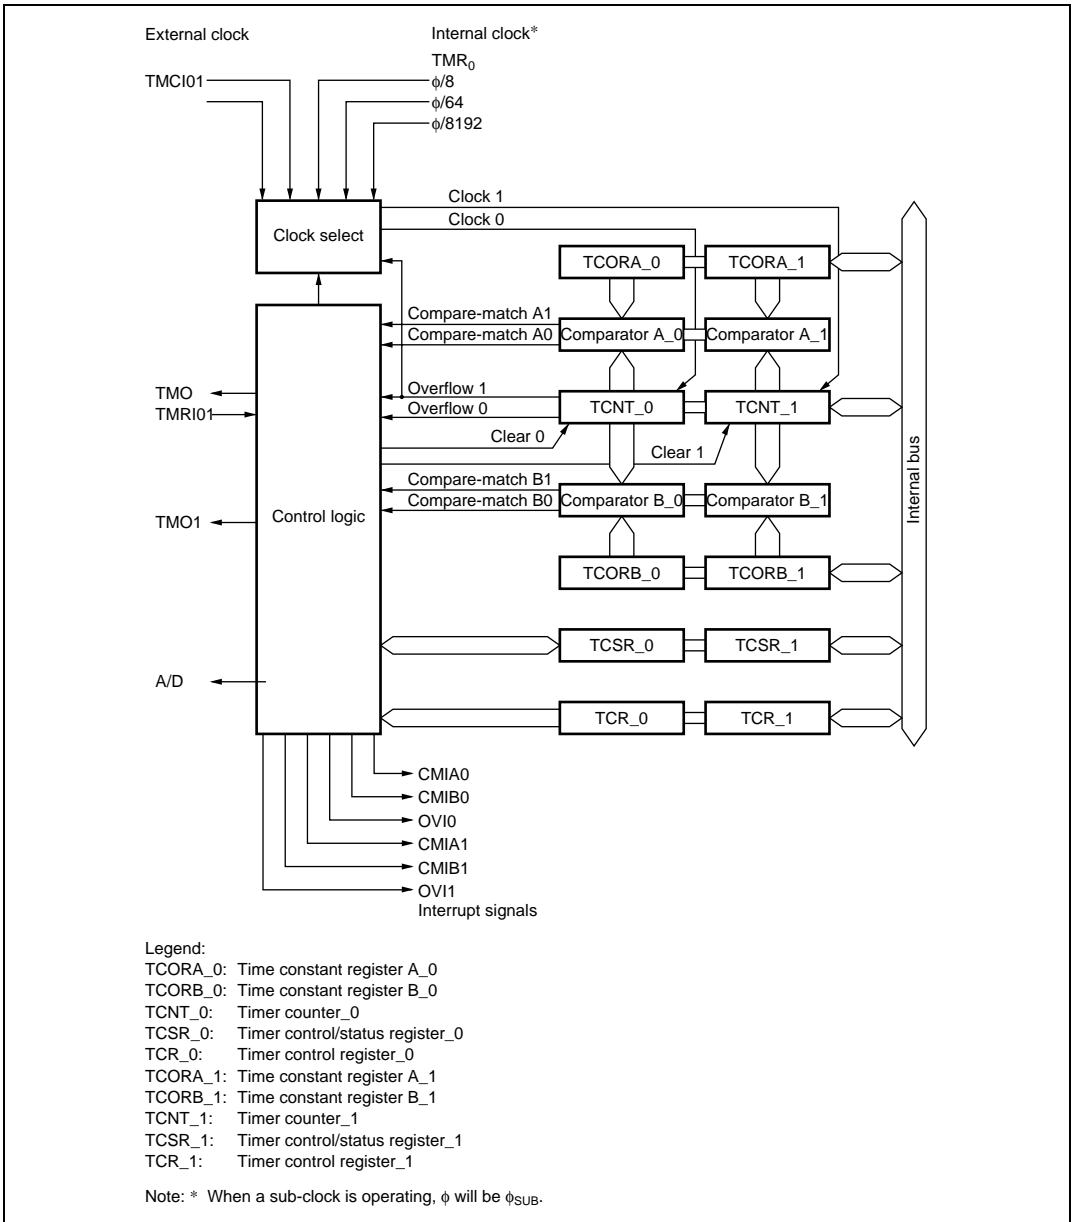 External clock
Internal clock*
TMR₀
TMCI01
ϕ/8
ϕ/64
ϕ/8192
Clock 1
Clock 0
Clock select
TCORA_0
TCORA_1
Compare-match A1
Compare-match A0
Comparator A_0
Comparator A_1
TMO
TMRI01
Overflow 1
Overflow 0
TCNT_0
TCNT_1
Clear 0
Clear 1
Compare-match B1
Compare-match B0
Comparator B_0
Comparator B_1
Internal bus
Control logic
TMO1
TCORB_0
TCORB_1
TCSR_0
TCSR_1
A/D
TCR_0
TCR_1
CMIA0
CMIB0
OVI0
CMIA1
CMIB1
OVI1
Interrupt signals
Legend:
TCORA_0: Time constant register A_0
TCORB_0: Time constant register B_0
TCNT_0: Timer counter_0
TCSR_0: Timer control/status register_0
TCR_0: Timer control register_0
TCORA_1: Time constant register A_1
TCORB_1: Time constant register B_1
TCNT_1: Timer counter_1
TCSR_1: Timer control/status register_1
TCR_1: Timer control register_1
Note: * When a sub-clock is operating, ϕ will be ϕSUB.